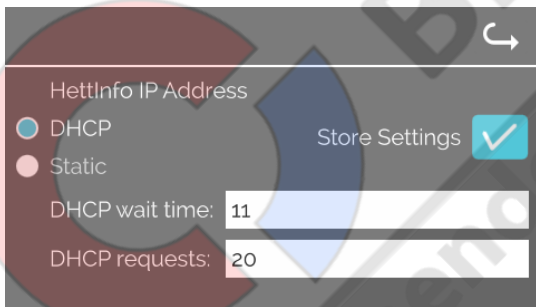 HettInfo IP Address
DHCP
Store Settings
Static
DHCP wait time: 11
DHCP requests: 20